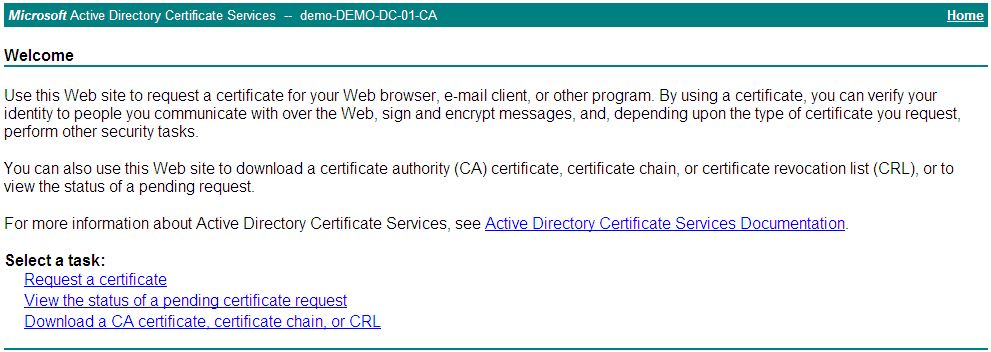 Microsoft Active Directory Certificate Services -- demo-DEMO-DC-01-CA Home
Welcome
Use this Web site to request a certificate for your Web browser, e-mail client, or other program. By using a certificate, you can verify your
identity to people you communicate with over the Web, sign and encrypt messages, and, depending upon the type of certificate you request,
perform other security tasks.
You can also use this Web site to download a certificate authority (CA) certificate, certificate chain, or certificate revocation list (CRL), or to
view the status of a pending request.
For more information about Active Directory Certificate Services, see Active Directory Certificate Services Documentation.
Select a task:
Request a certificate
View the status of a pending certificate request
Download a CA certificate, certificate chain, or CRL